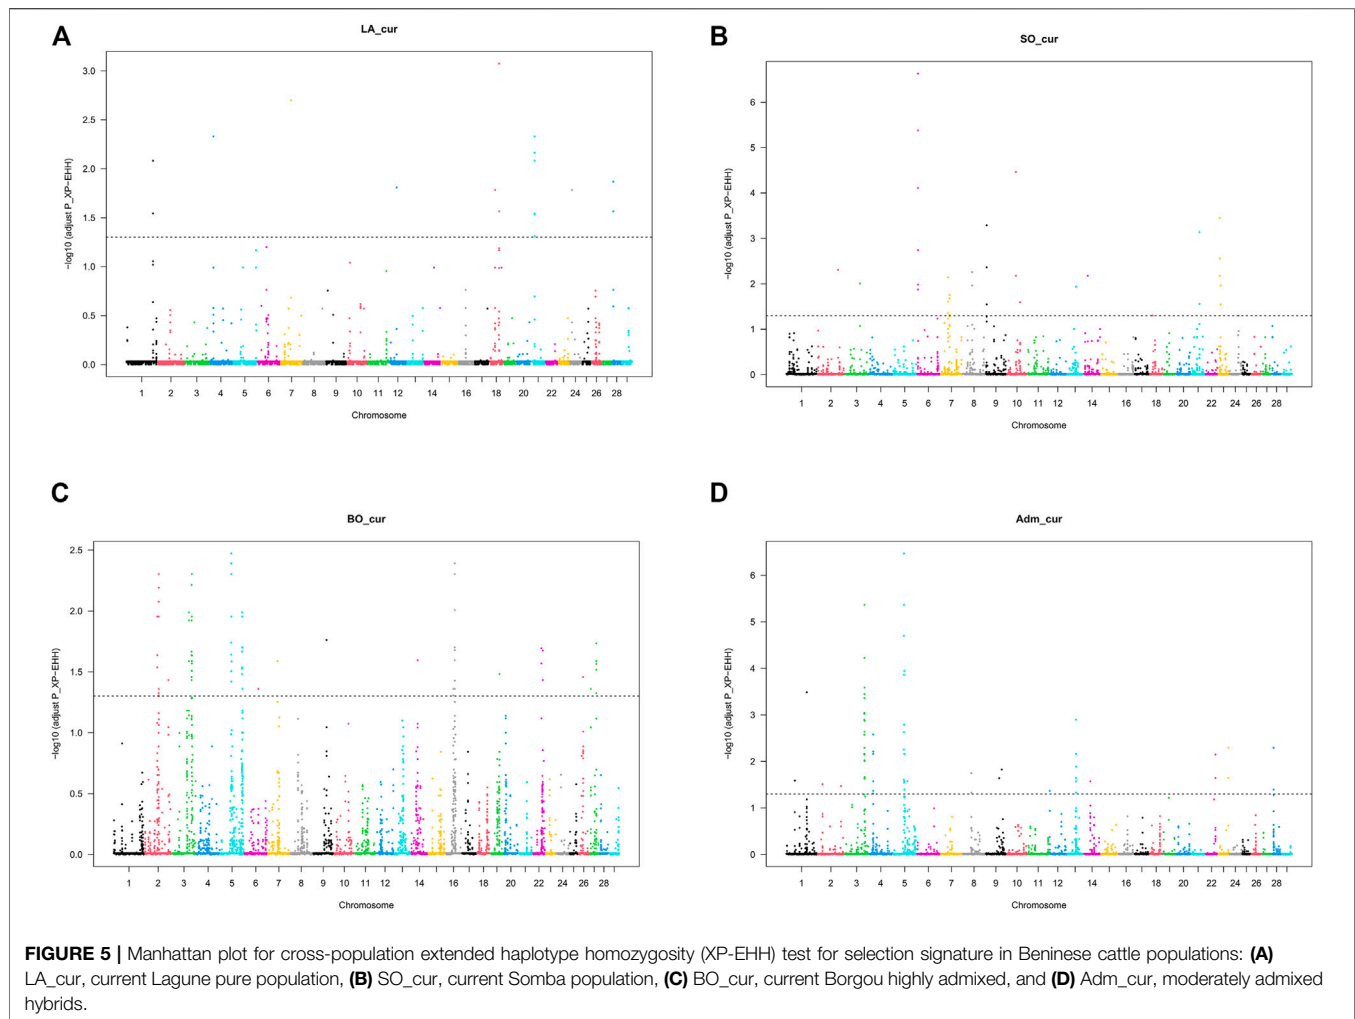 A
LA_cur
−log10 (adjust P_XP−EHH)
3.0
2.5
2.0
1.5
1.0
0.5
0.0
1 2 3 4 5 6 7 8 9 10 11 12 14 16 18 20 22 24 26 28
Chromosome
B
SO_cur
−log10 (adjust P_XP−EHH)
6
5
4
3
2
1
0
1 2 3 4 5 6 7 8 9 10 11 12 14 16 18 20 22 24 26 28
Chromosome
C
BO_cur
−log10 (adjust P_XP−EHH)
2.5
2.0
1.5
1.0
0.5
0.0
1 2 3 4 5 6 7 8 9 10 11 12 14 16 18 20 22 24 26 28
Chromosome
D
Adm_cur
−log10 (adjust P_XP−EHH)
6
5
4
3
2
1
0
1 2 3 4 5 6 7 8 9 10 11 12 14 16 18 20 22 24 26 28
Chromosome
FIGURE 5 | Manhattan plot for cross-population extended haplotype homozygosity (XP-EHH) test for selection signature in Beninese cattle populations: (A)
LA_cur, current Lagune pure population, (B) SO_cur, current Somba population, (C) BO_cur, current Borgou highly admixed, and (D) Adm_cur, moderately admixed
hybrids.